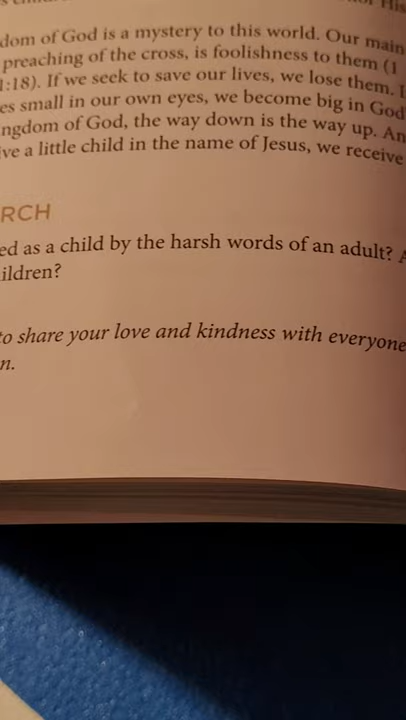 dom of God is a mystery to this world. Our main
preaching of the cross, is foolishness to them (1
1:18). If we seek to save our lives, we lose them. I
es small in our own eyes, we become big in God
ngdom of God, the way down is the way up. An
ive a little child in the name of Jesus, we receive
RCH
ed as a child by the harsh words of an adult? A
ildren?
to share your love and kindness with everyone
n.